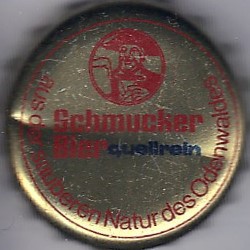 Schmucker
Bier quellrein
aus der sauberen Natur des Odenwaldes